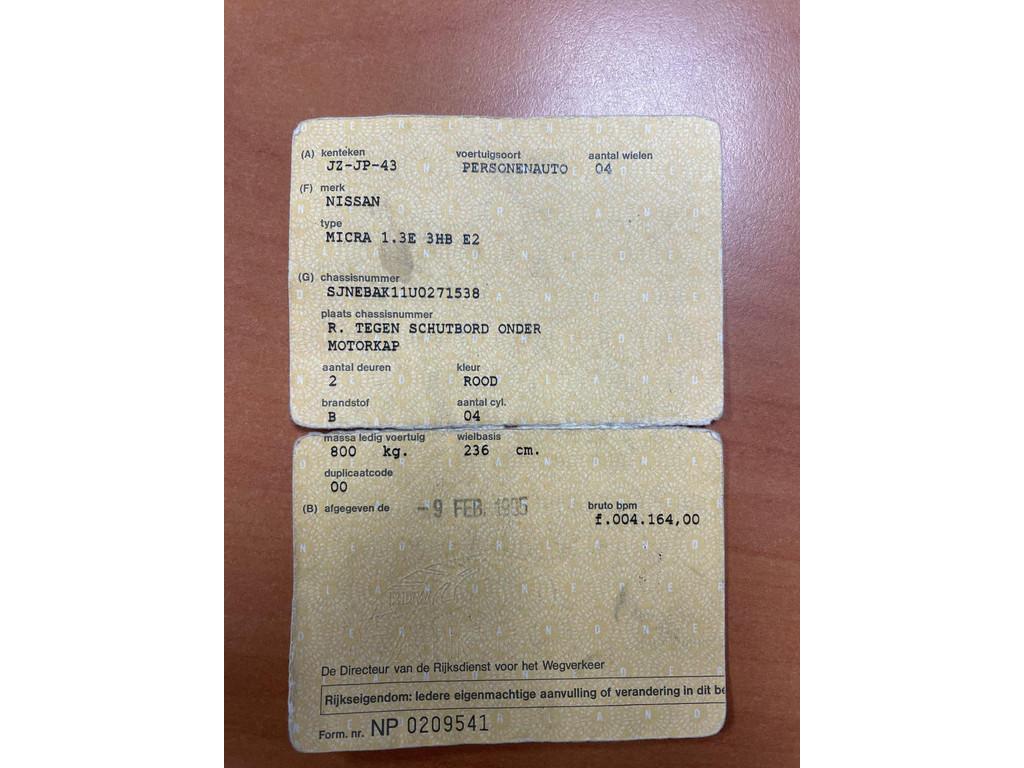 (A) kenteken voertuigsoort aantal wielen
JZ-JP-43 PERSONENAUTO 04
(F) merk
NISSAN
type
MICRA 1.3E 3HB E2
(G) chassisnummer
SJNEBAK11U0271538
plaats chassisnummer
R. TEGEN SCHUTBORD ONDER
MOTORKAP
aantal deuren kleur
2 ROOD
brandstof aantal cyl.
B 04
massa ledig voertuig wielbasis
800 kg. 236 cm.
duplicaatcode
00
(B) afgegeven de -9 FEB. 1995 bruto bpm
f.004.164,00
RDW
De Directeur van de Rijksdienst voor het Wegverkeer
Rijkseigendom: Iedere eigenmachtige aanvulling of verandering in dit be
Form. nr. NP 0209541